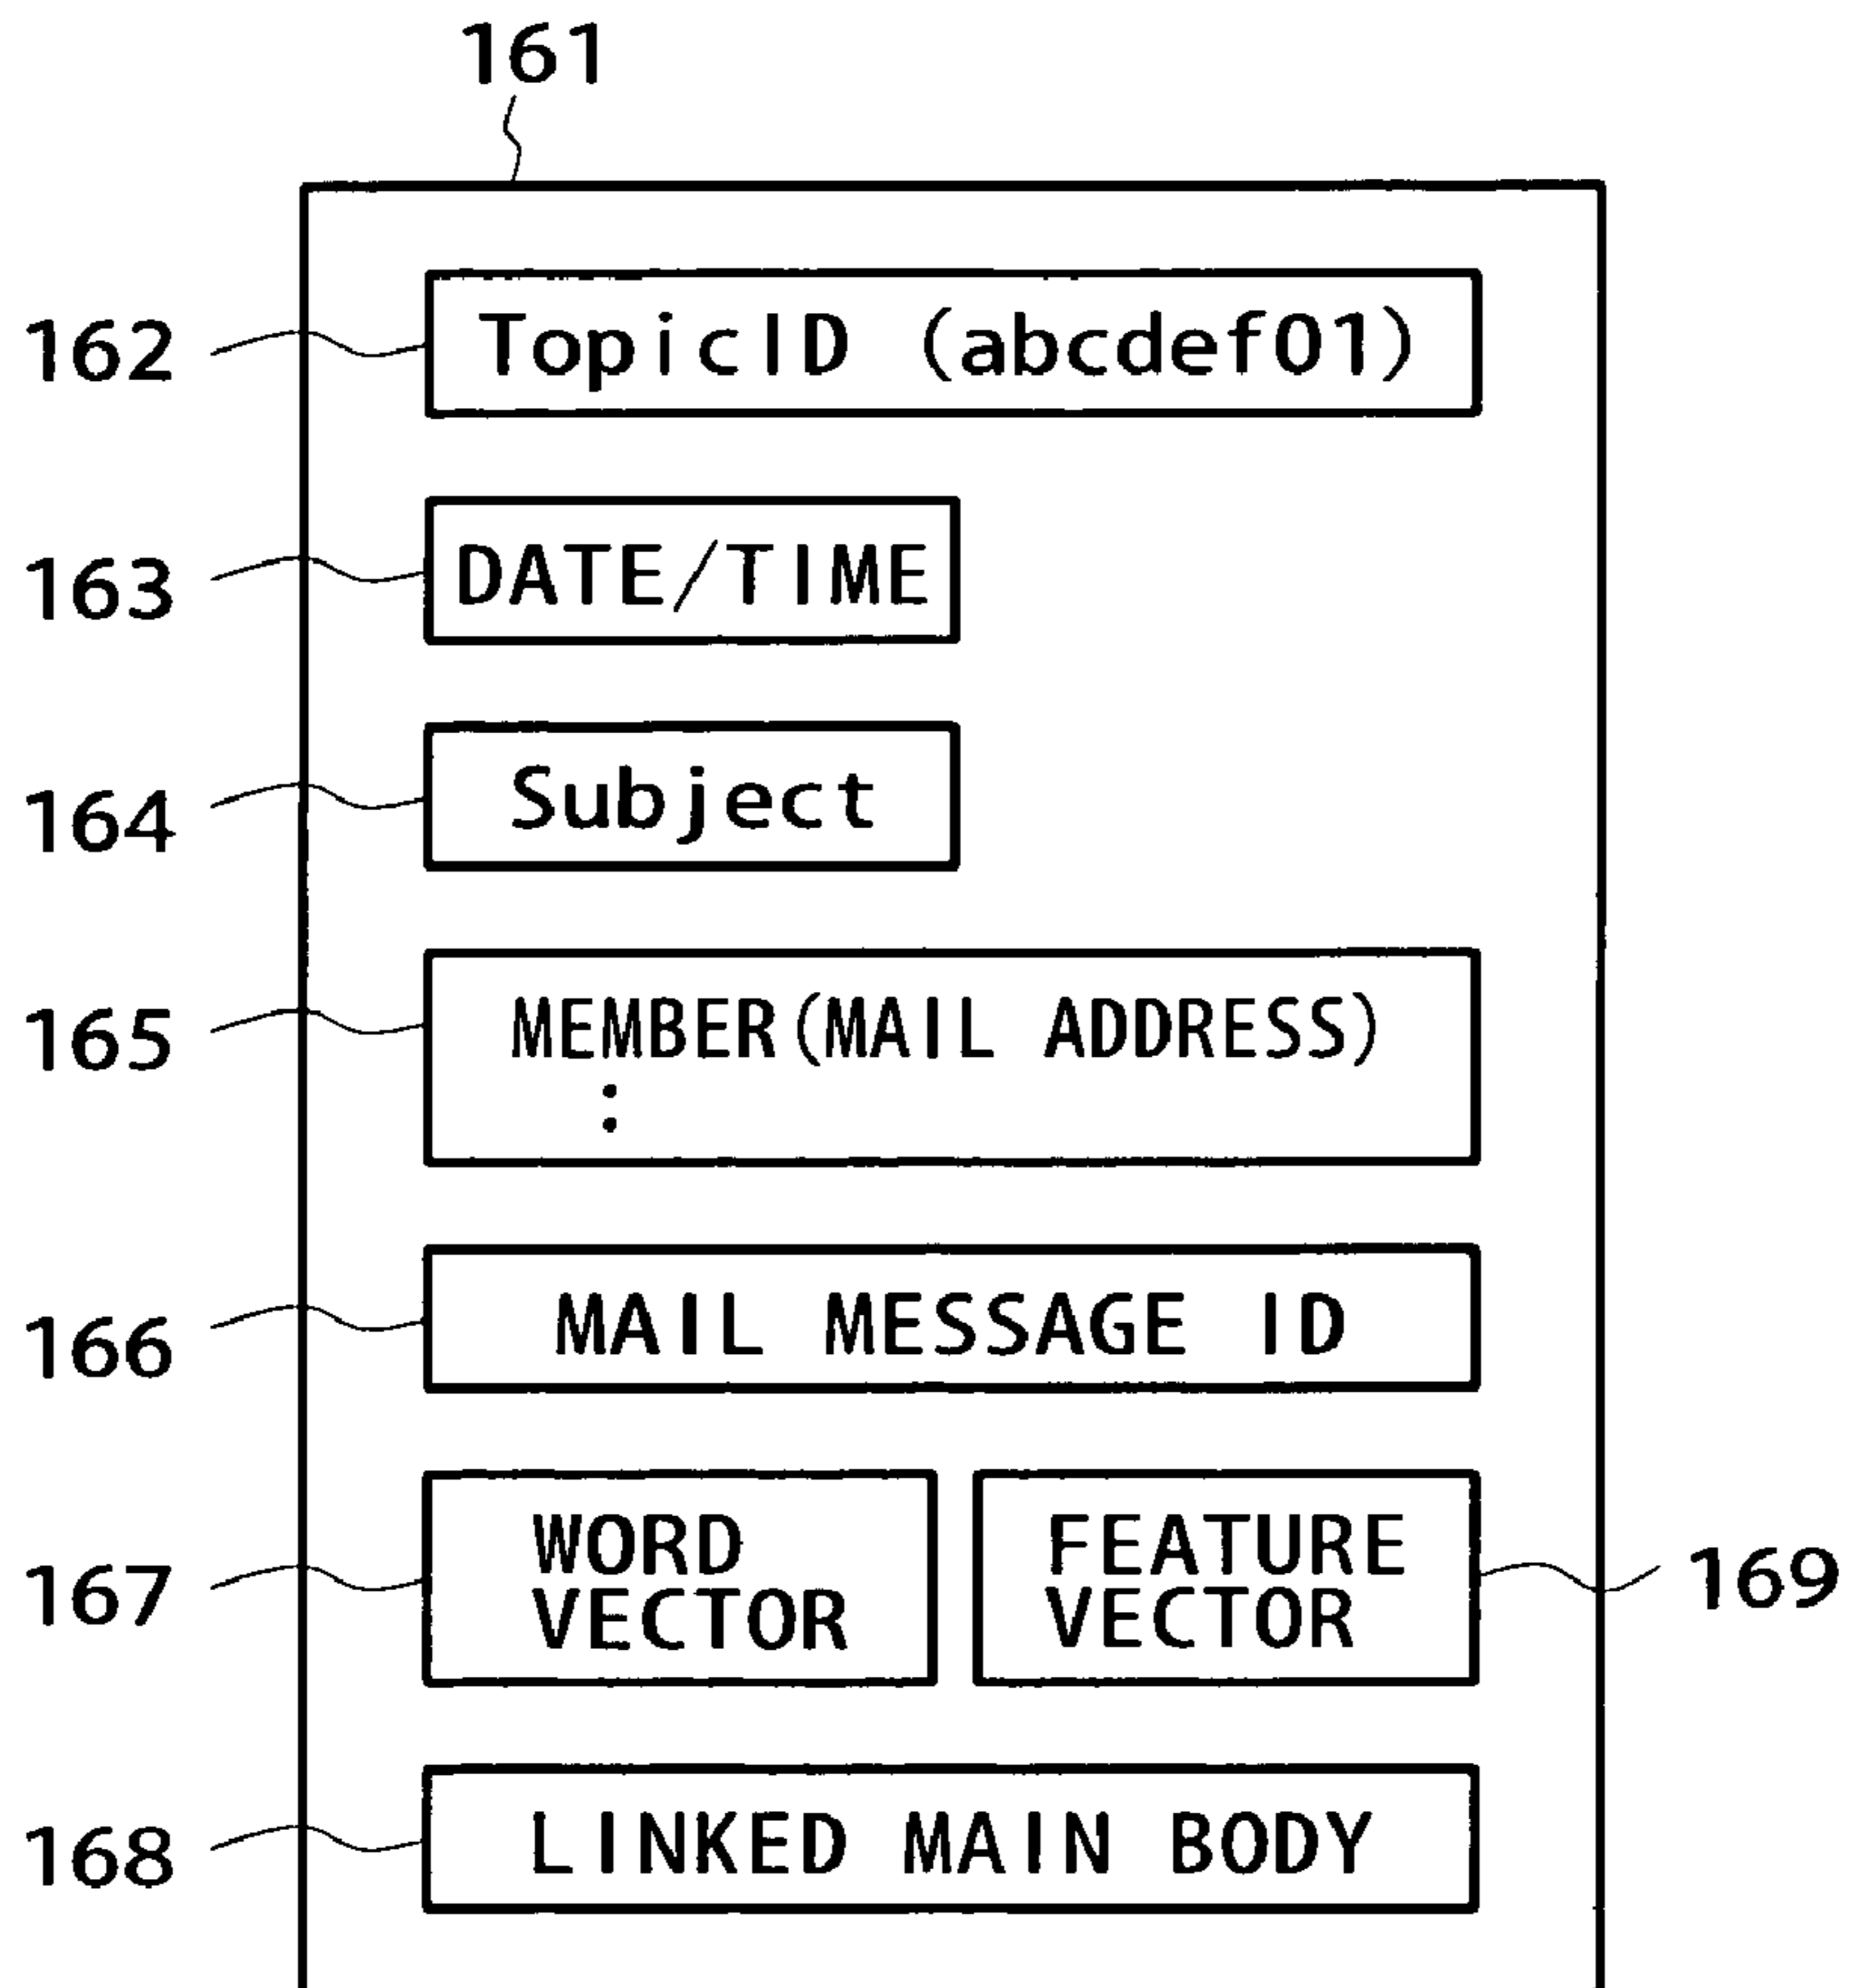 161
162 TopicID (abcdef01)
163 DATE/TIME
164 Subject
165 MEMBER(MAIL ADDRESS)
:
166 MAIL MESSAGE ID
WORD FEATURE
167 VECTOR VECTOR 169
168 LINKED MAIN BODY